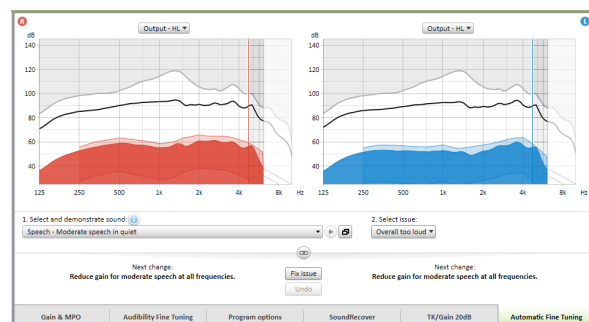 R
L
Output - HL
Output - HL
dB
dB
140
140
120
120
100
100
80
80
60
60
40
40
125 250 500 1k 2k 4k 8k Hz
125 250 500 1k 2k 4k 8k Hz
1. Select and demonstrate sound:
2. Select issue:
Speech - Moderate speech in quiet
Overall too loud
Next change:
Reduce gain for moderate speech at all frequencies.
Fix issue
Undo
Next change:
Reduce gain for moderate speech at all frequencies.
Gain & MPO
Audibility Fine Tuning
Program options
SoundRecover
TK/Gain 20dB
Automatic Fine Tuning